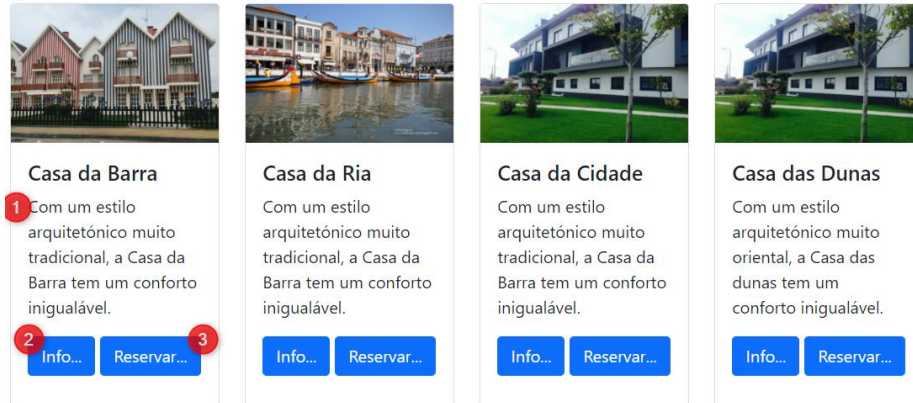 Casa da Barra
1
Com um estilo
arquitetónico muito
tradicional, a Casa da
Barra tem um conforto
inigualável.
2
Info...
Reservar...
3
Casa da Ria
Com um estilo
arquitetónico muito
tradicional, a Casa da
Barra tem um conforto
inigualável.
Info...
Reservar...
Casa da Cidade
Com um estilo
arquitetónico muito
tradicional, a Casa da
Barra tem um conforto
inigualável.
Info...
Reservar...
Casa das Dunas
Com um estilo
arquitetónico muito
oriental, a Casa das
dunas tem um
conforto inigualável.
Info...
Reservar...